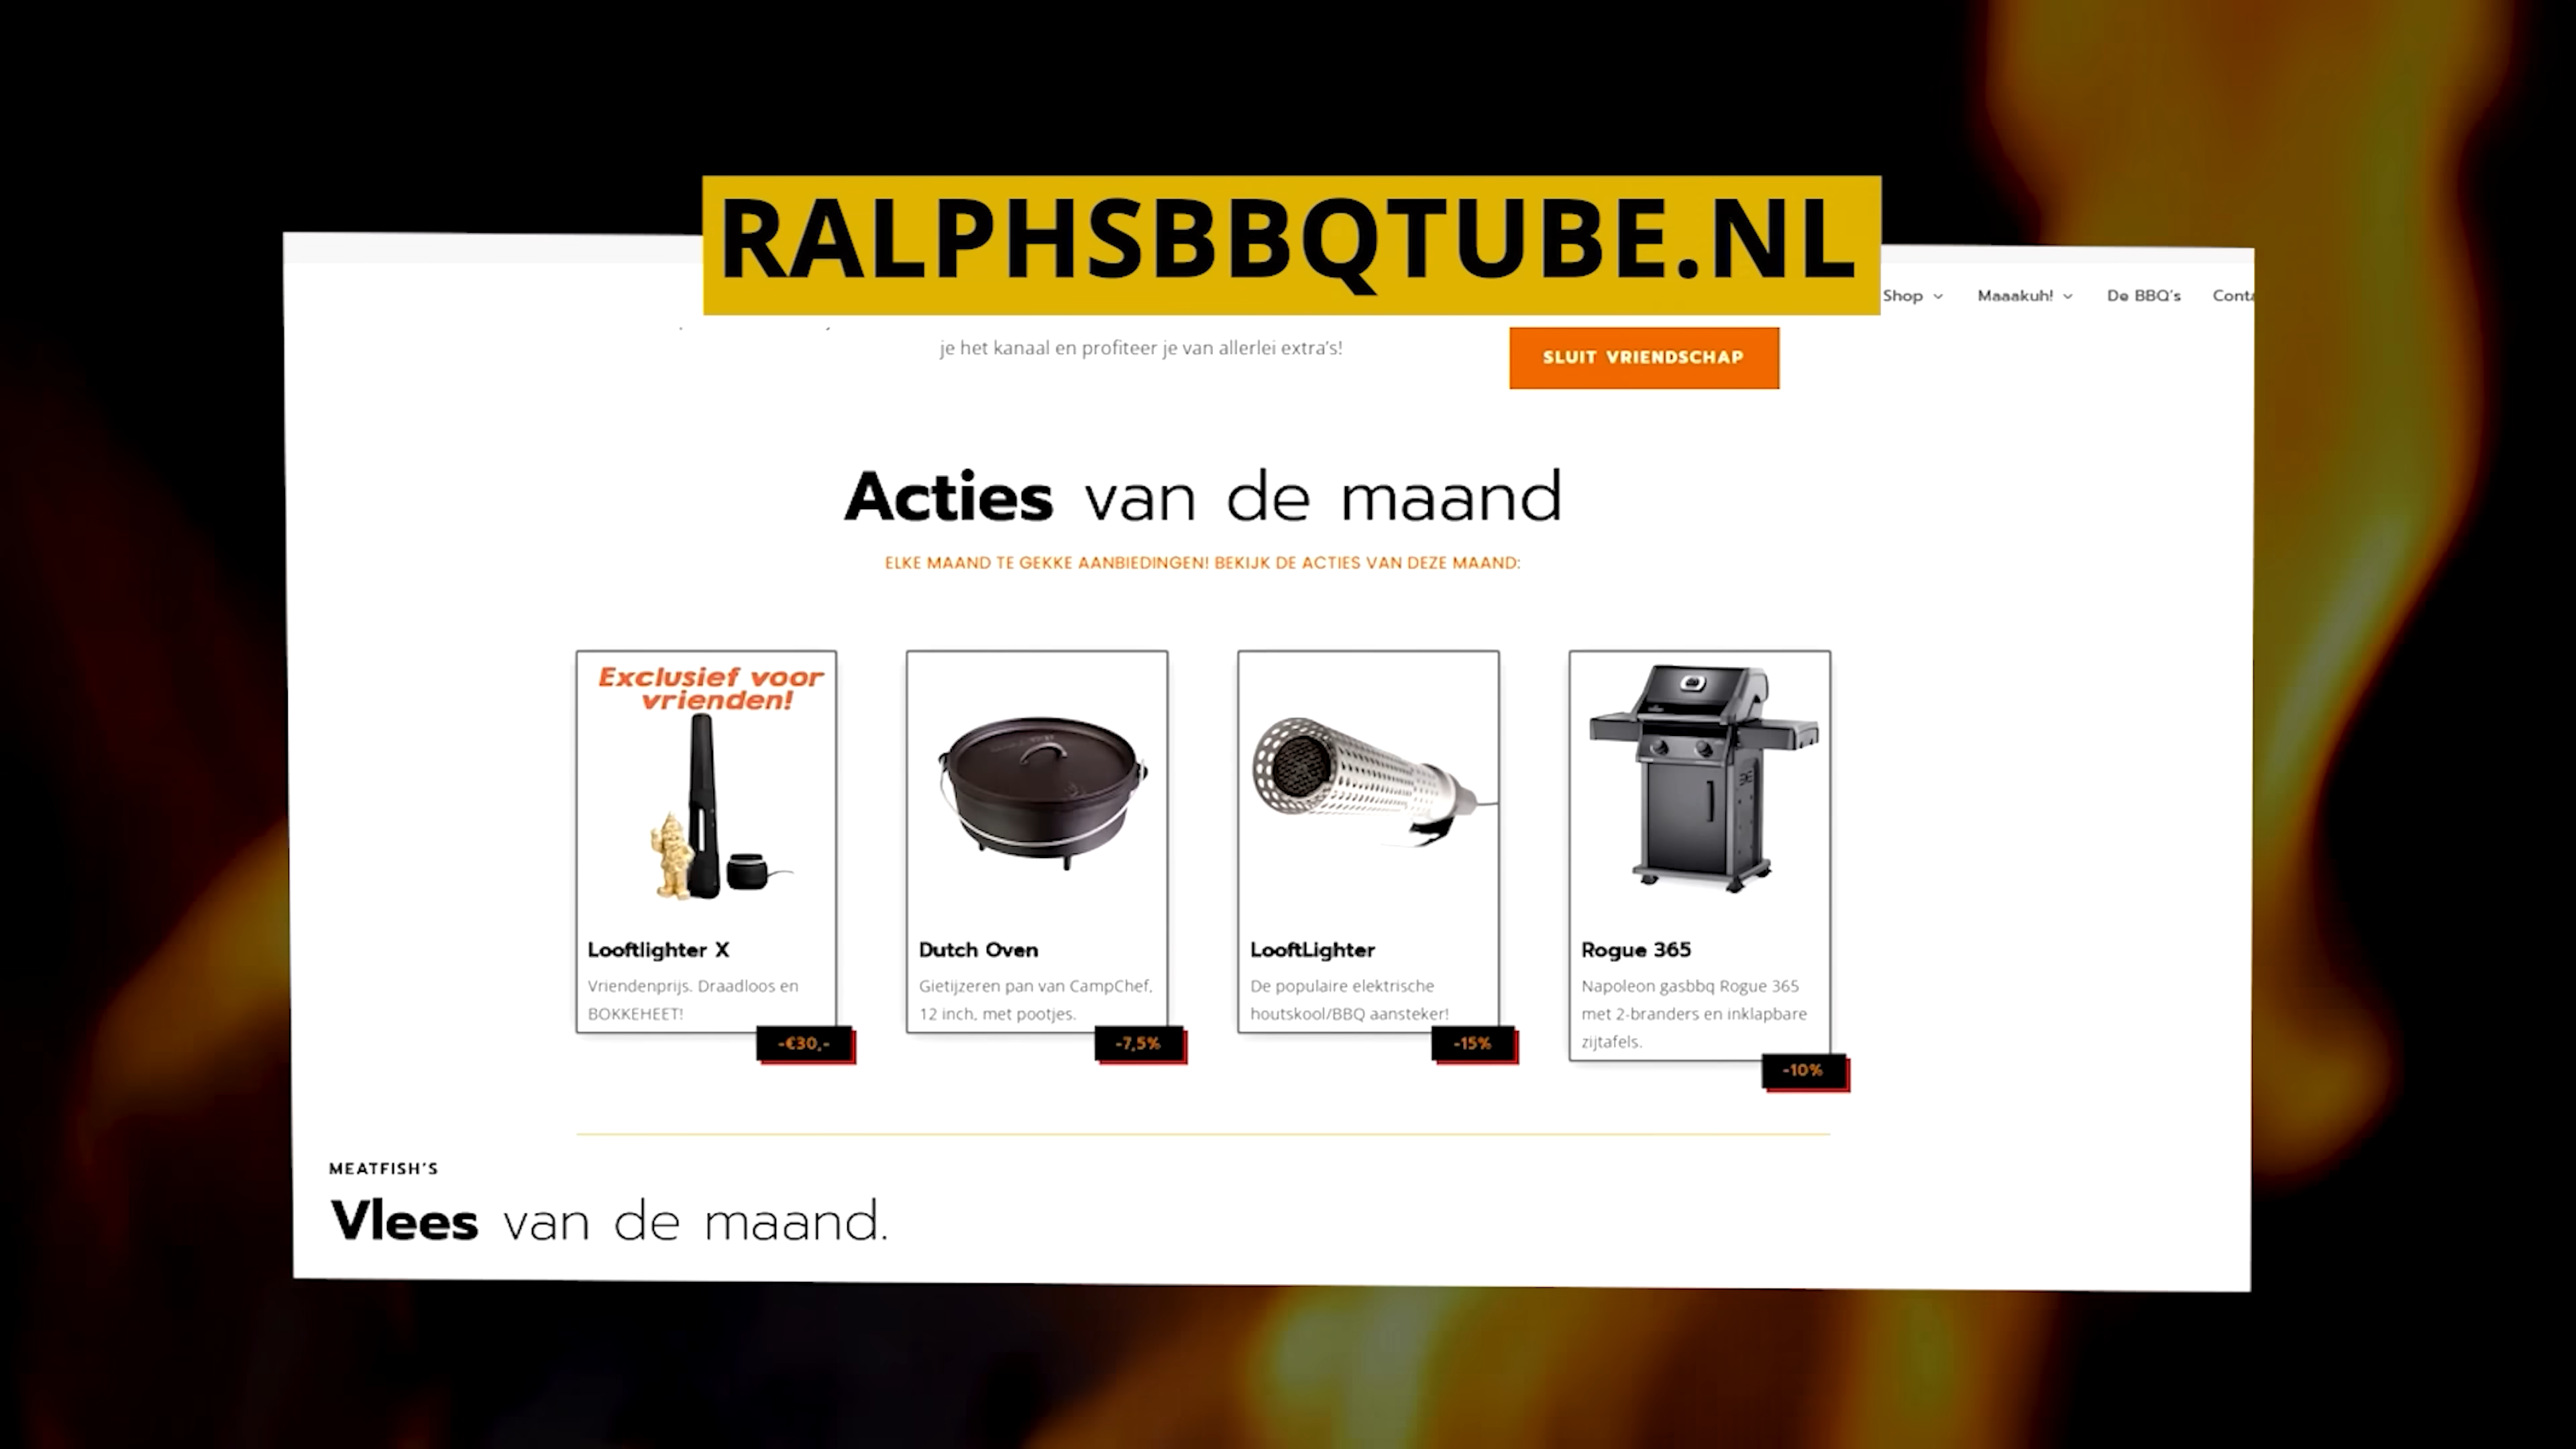 RALPHSBBQTUBE.NL
Shop
Maaakuh!
De BBQ's
Conta
je het kanaal en profiteer je van allerlei extra's!
SLUIT VRIENDSCHAP
Acties van de maand
ELKE MAAND TE GEKKE AANBIEDINGEN! BEKIJK DE ACTIES VAN DEZE MAAND:
Exclusief voor
vrienden!
Looftlighter X
Vriendenprijs. Draadloos en
BOKKEHEET!
-€30,-
Dutch Oven
Gietijzeren pan van CampChef,
12 inch, met pootjes.
-7,5%
LooftLighter
De populaire elektrische
houtskool/BBQ aansteker!
-15%
Rogue 365
Napoleon gasbbq Rogue 365
met 2-branders en inklapbare
zijtafels.
-10%
MEATFISH'S
Vlees van de maand.